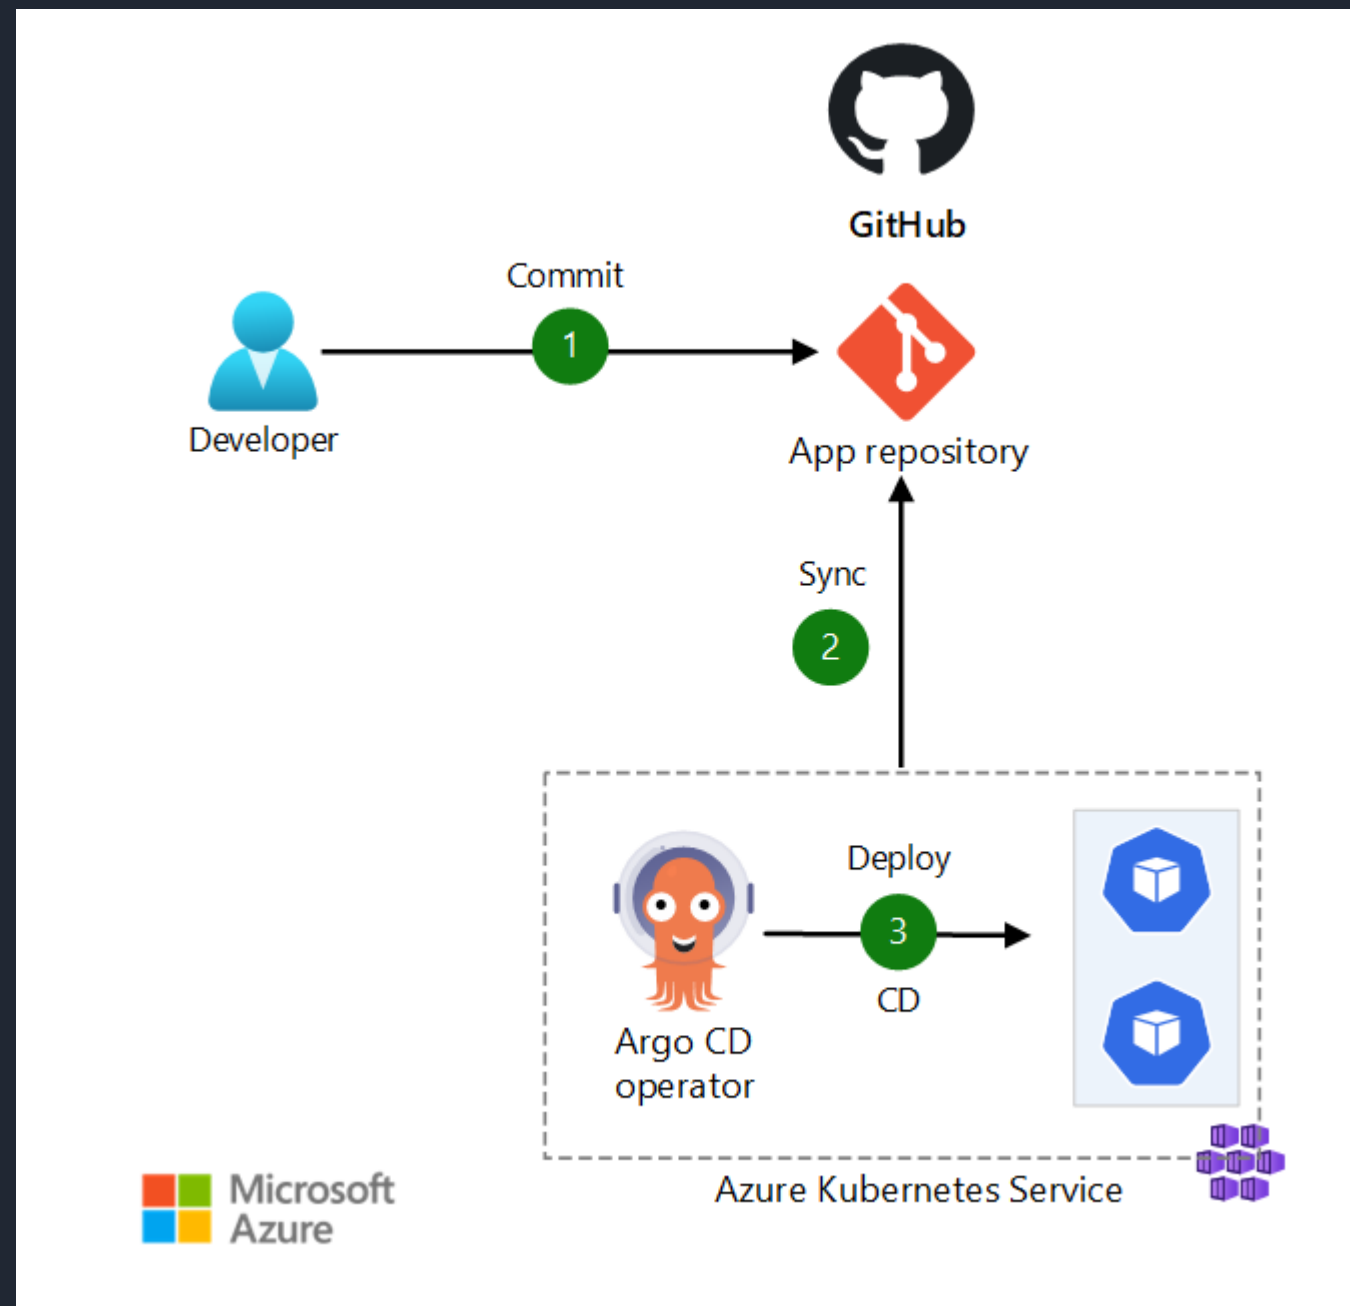 GitHub
Commit
1
Developer
App repository
Sync
2
Deploy
3
CD
Argo CD
operator
Azure Kubernetes Service
Microsoft
Azure